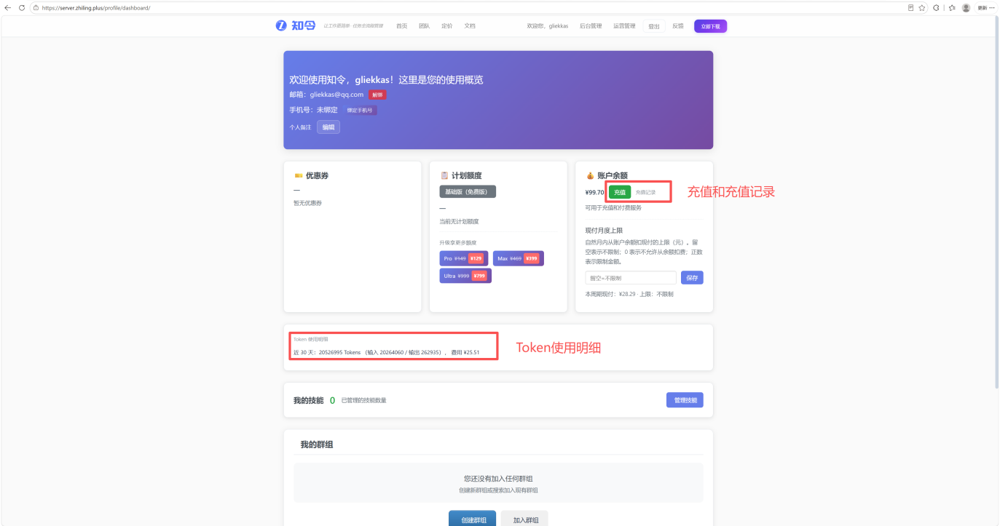 https://server.zhiling.plus/profile/dashboard/
更新
知令 让工作更简单 · 任务全流程管理 首页 团队 定价 文档 欢迎您，gliekkas 后台管理 运营管理 登出 反馈 立即下载
欢迎使用知令，gliekkas！这里是您的使用概览
邮箱：gliekkas@qq.com 解绑
手机号：未绑定 绑定手机号
个人备注 编辑
优惠券
—
暂无优惠券
计划额度
基础版（免费版）
—
当前无计划额度
升级享更多额度
Pro ¥149 ¥129 Max ¥469 ¥399
Ultra ¥999 ¥799
账户余额
¥99.70 充值 充值记录
充值和充值记录
可用于充值和付费服务
现付月度上限
自然月内从账户余额扣现付的上限（元）。留
空表示不限制；0 表示不允许从余额扣费；正数
表示限制金额。
留空=不限制 保存
本周期现付：¥28.29 · 上限：不限制
Token 使用明细
近 30 天：20526995 Tokens （输入 20264060 / 输出 262935），费用 ¥25.51
Token使用明细
我的技能 0 已管理的技能数量 管理技能
我的群组
您还没有加入任何群组
创建新群组或搜索加入现有群组
创建群组 加入群组